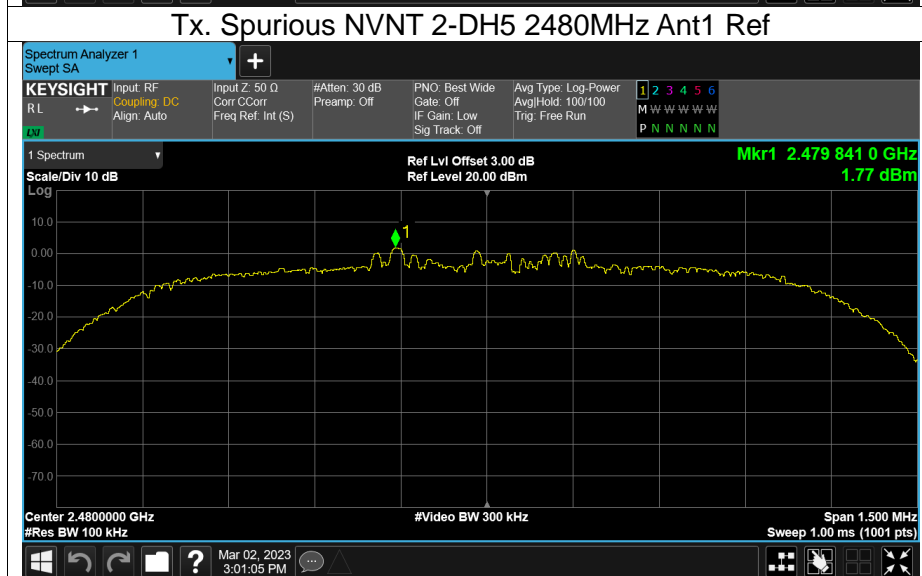 Tx. Spurious NVNT 2-DH5 2480MHz Ant1 Ref
Spectrum Analyzer 1
Swept SA
+
KEYSIGHT
RL
LXI
Input: RF
Coupling: DC
Align: Auto
Input Z: 50 Ω
Corr CCorr
Freq Ref: Int (S)
#Atten: 30 dB
Preamp: Off
PNO: Best Wide
Gate: Off
IF Gain: Low
Sig Track: Off
Avg Type: Log-Power
Avg|Hold: 100/100
Trig: Free Run
1 2 3 4 5 6
M W W W W W
P N N N N N
1 Spectrum
Scale/Div 10 dB
Ref Lvl Offset 3.00 dB
Ref Level 20.00 dBm
Mkr1 2.479 841 0 GHz
1.77 dBm
Log
10.0
0.00
-10.0
-20.0
-30.0
-40.0
-50.0
-60.0
-70.0
1
Center 2.4800000 GHz
#Res BW 100 kHz
#Video BW 300 kHz
Span 1.500 MHz
Sweep 1.00 ms (1001 pts)
?
Mar 02, 2023
3:01:05 PM